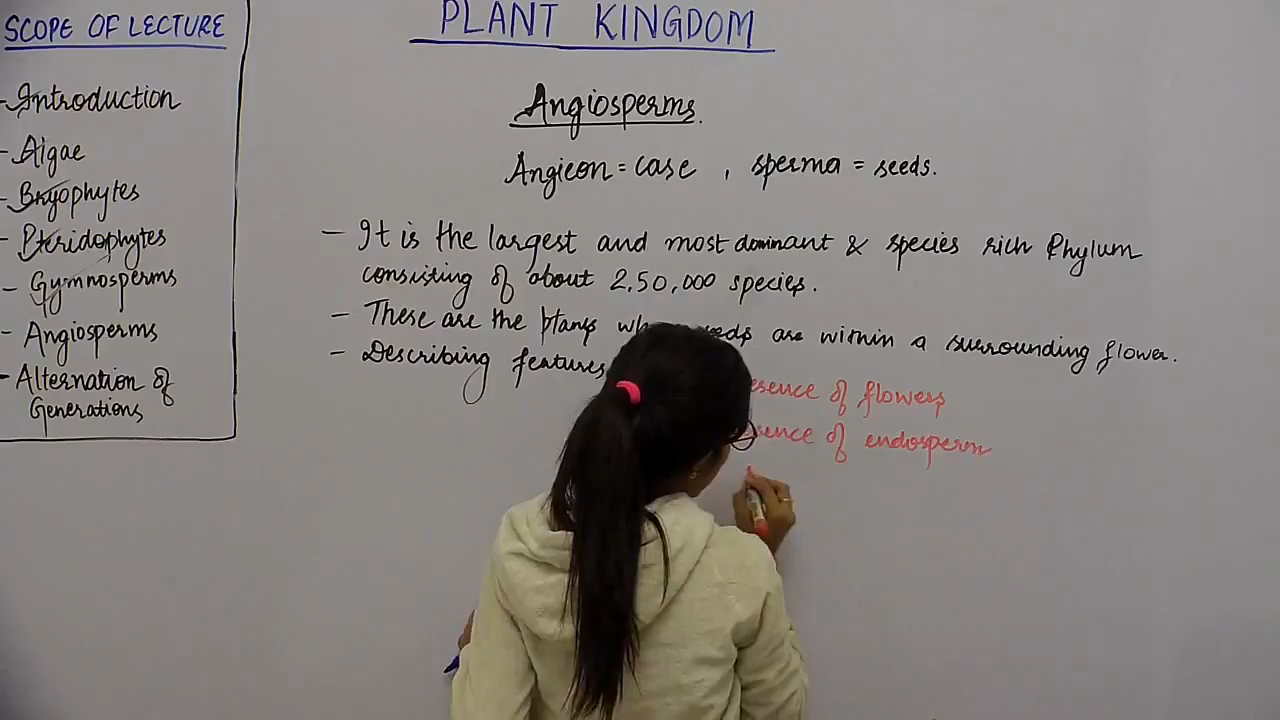 SCOPE OF LECTURE
- Introduction
- Algae
- Bryophytes
- Pteridophytes
- Gymnosperms
- Angiosperms
- Alternation of
Generations
PLANT KINGDOM
Angiosperms.
Angieon = case , sperma = seeds.
- It is the largest and most dominant & species rich Phylum
consisting of about 2,50,000 species.
- These are the plants are within a surrounding flower.
- Describing features
of flowers
of endosperm